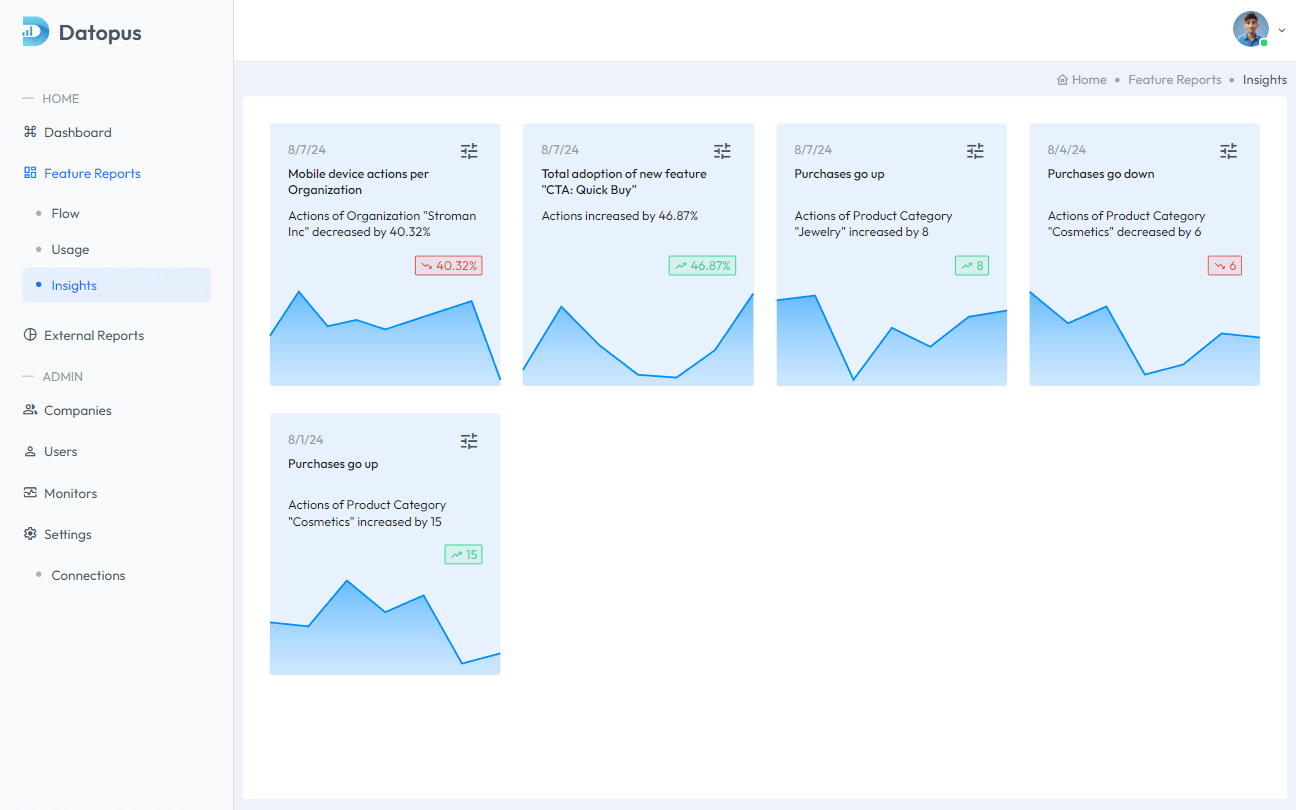 Datopus
HOME
Dashboard
Feature Reports
Flow
Usage
Insights
External Reports
ADMIN
Companies
Users
Monitors
Settings
Connections
Home
Feature Reports
Insights
8/7/24
Mobile device actions per
Organization
Actions of Organization "Stroman
Inc" decreased by 40.32%
40.32%
8/7/24
Total adoption of new feature
"CTA: Quick Buy"
Actions increased by 46.87%
46.87%
8/7/24
Purchases go up
Actions of Product Category
"Jewelry" increased by 8
8
8/4/24
Purchases go down
Actions of Product Category
"Cosmetics" decreased by 6
6
8/1/24
Purchases go up
Actions of Product Category
"Cosmetics" increased by 15
15